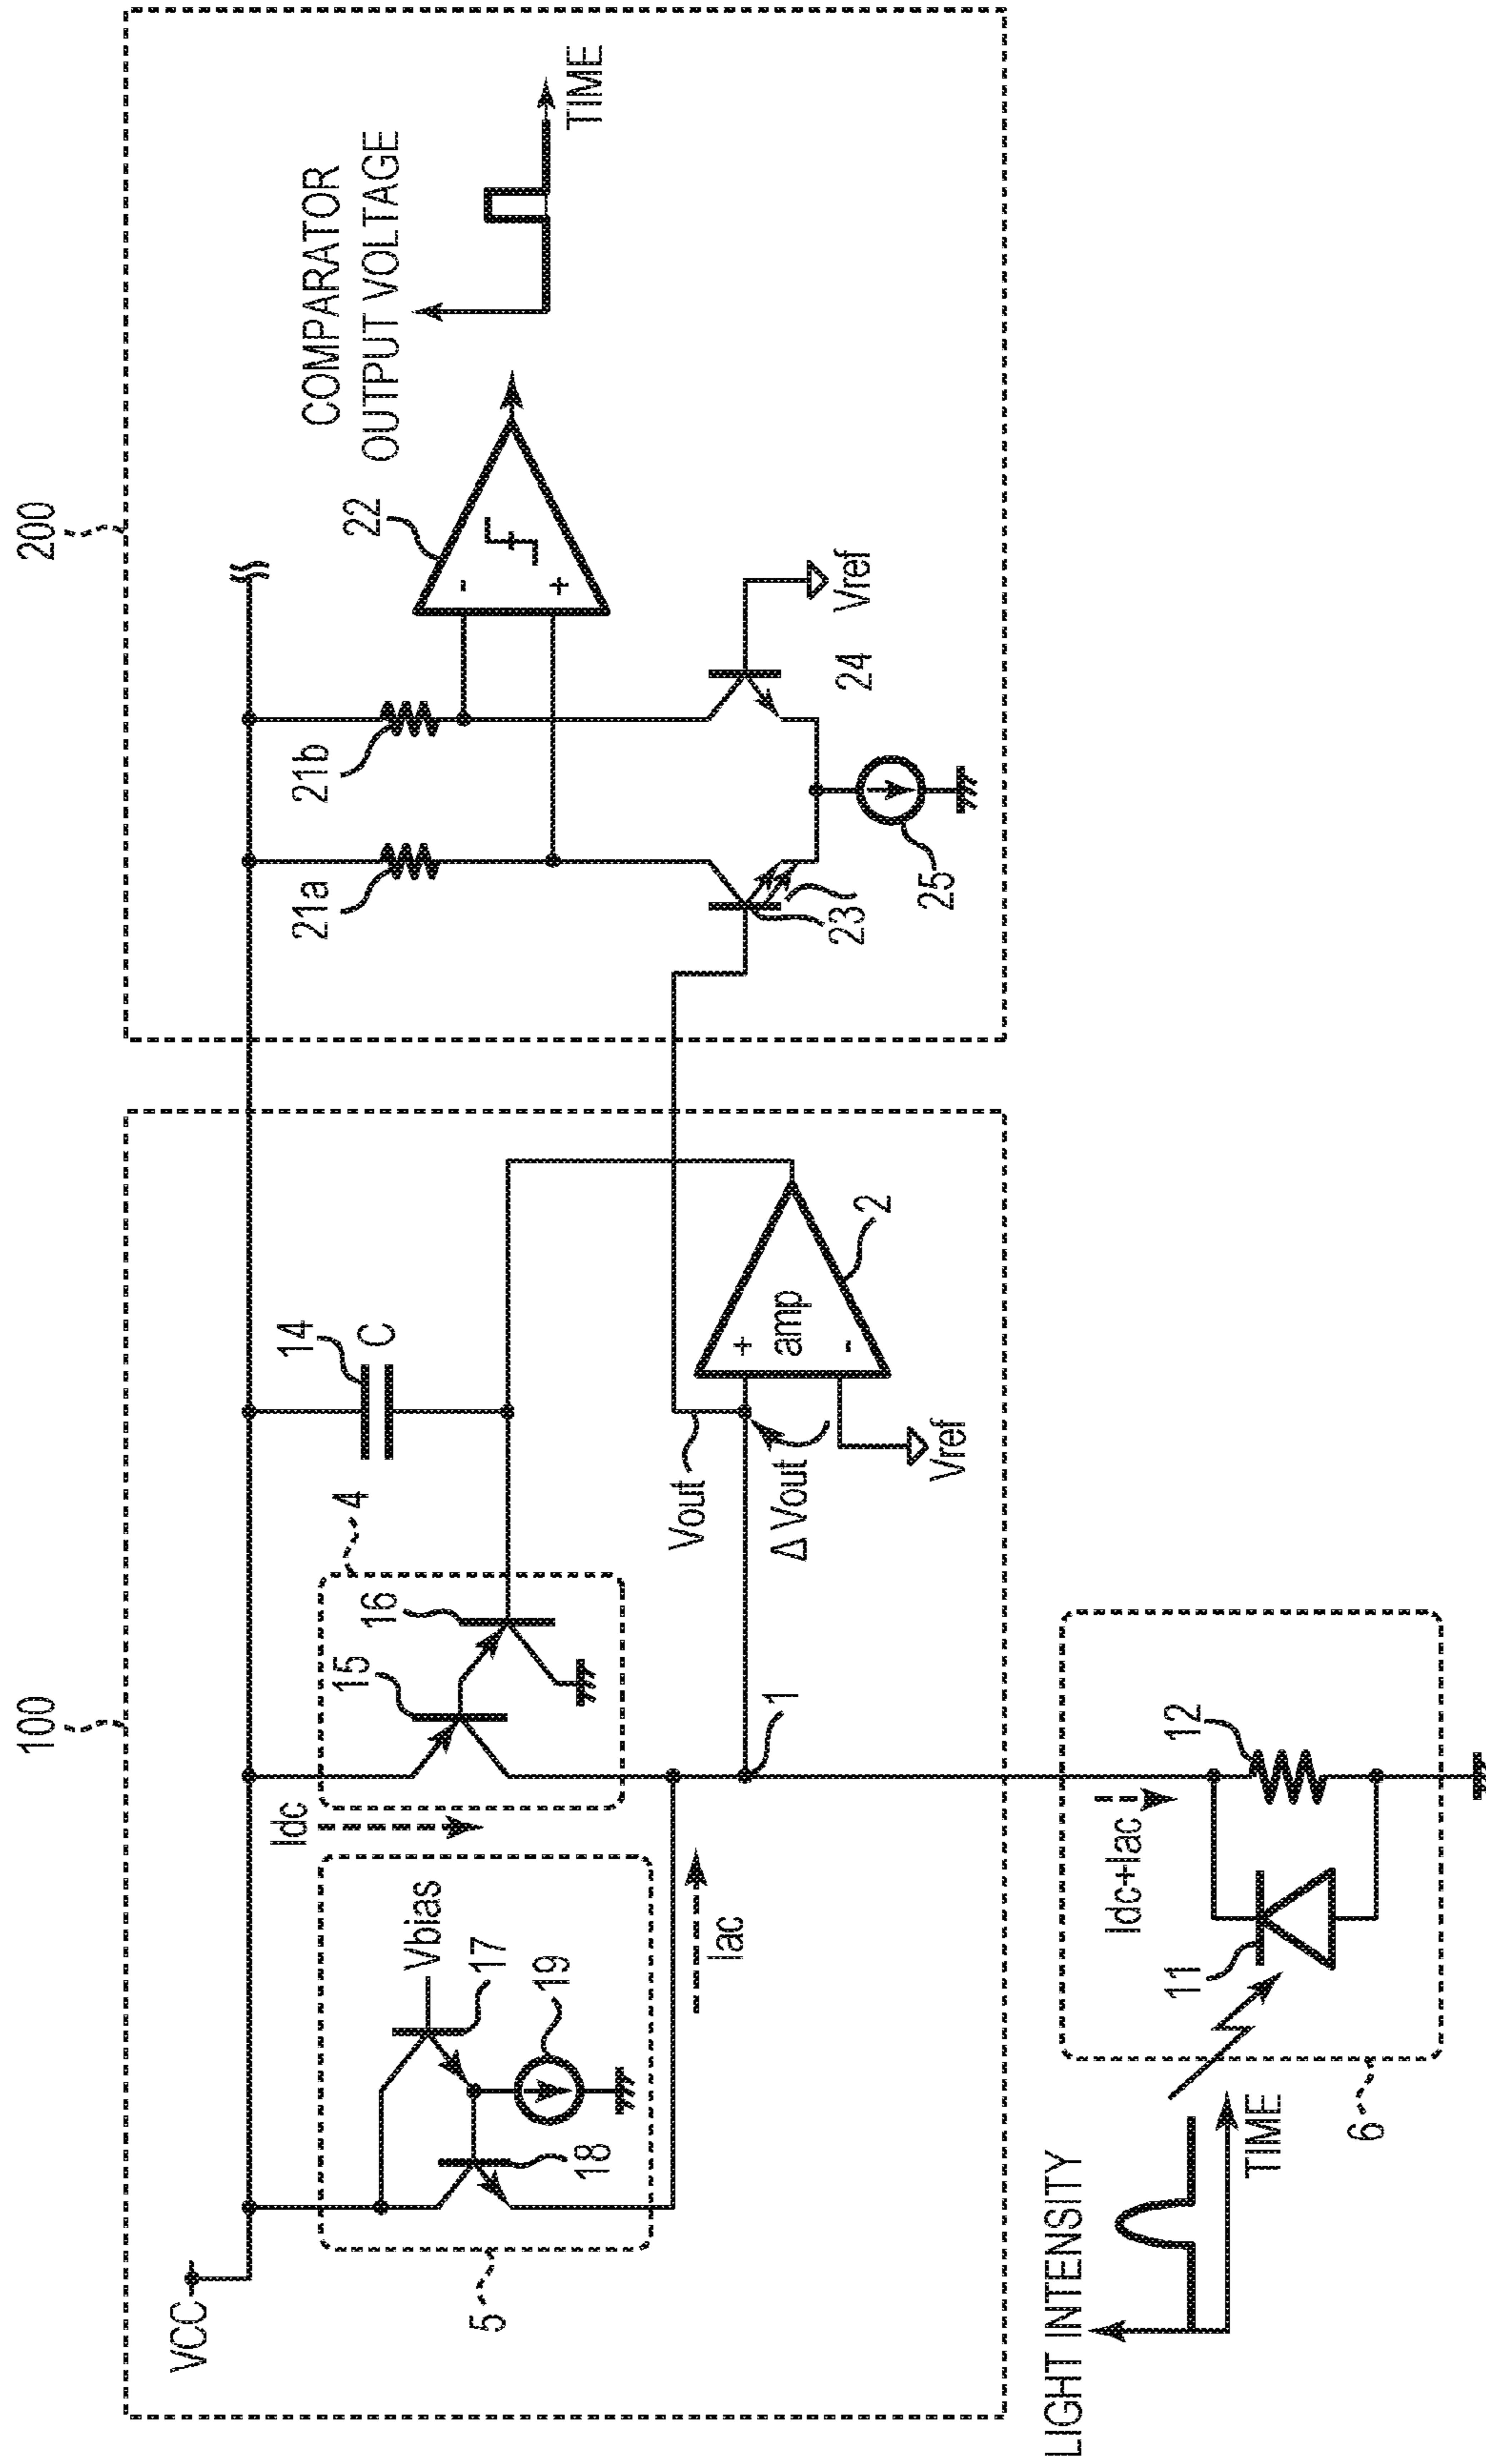 100
200
VCC
5
18
19
17
Vbias
Idc
Iac
15
16
4
14
C
Vout
ΔVout
1
+
amp
-
2
Vref
21a
21b
22
-
+
23
24
25
Vref
COMPARATOR
OUTPUT VOLTAGE
TIME
LIGHT INTENSITY
TIME
6
11
12
Idc+Iac